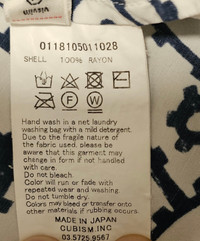 0118105011028
SHELL 100% RAYON
F W
Hand wash in a net laundry
washing bag with a mild detergent.
Due to the fragile nature of
the fabric used, please be
aware that this garment may
change in form if not handled
with care.
Do not bleach.
Color will run or fade with
repeated wear and washing.
Do not tumble dry.
Colors may bleed or transfer onto
other materials if rubbing occurs
MADE IN JAPAN
CUBISM.INC
03.5725.9567